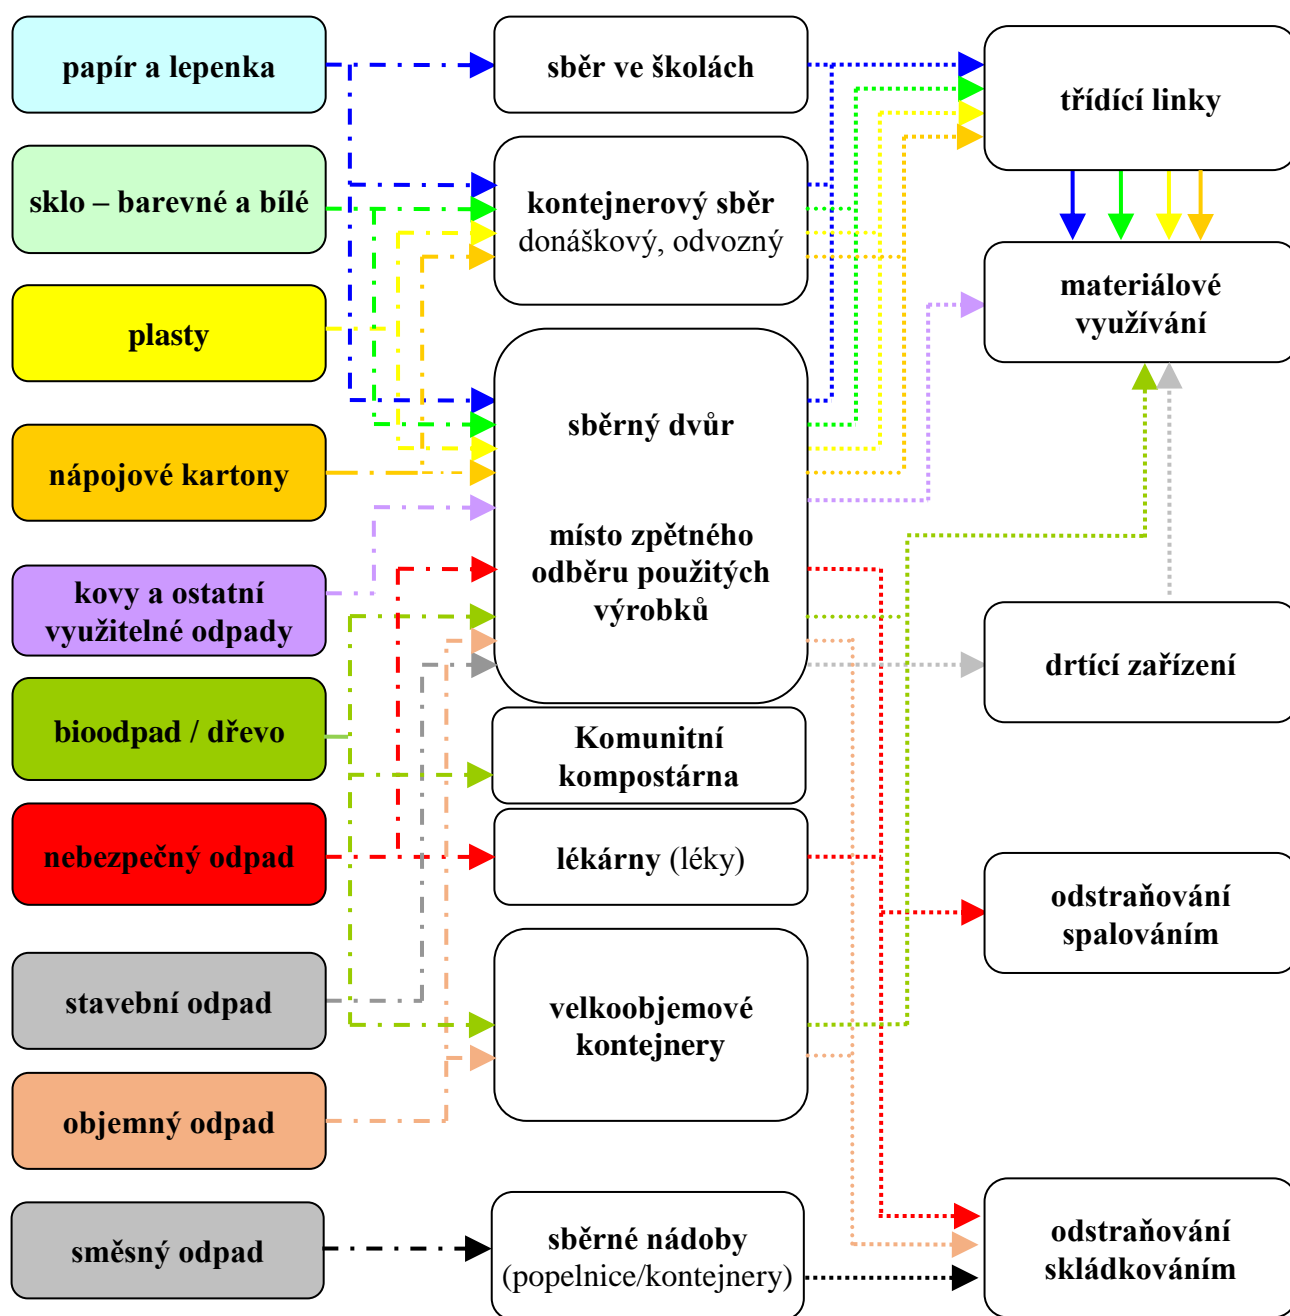 papír a lepenka
sklo – barevné a bílé
plasty
nápojové kartony
kovy a ostatní
využitelné odpady
bioodpad / dřevo
nebezpečný odpad
stavební odpad
objemný odpad
směsný odpad
sběr ve školách
kontejnerový sběr
donáškový, odvozný
sběrný dvůr
místo zpětného
odběru použitých
výrobků
Komunitní
kompostárna
lékárny (léky)
velkoobjemové
kontejnery
sběrné nádoby
(popelnice/kontejnery)
třídící linky
materiálové
využívání
drtící zařízení
odstraňování
spalováním
odstraňování
skládkováním